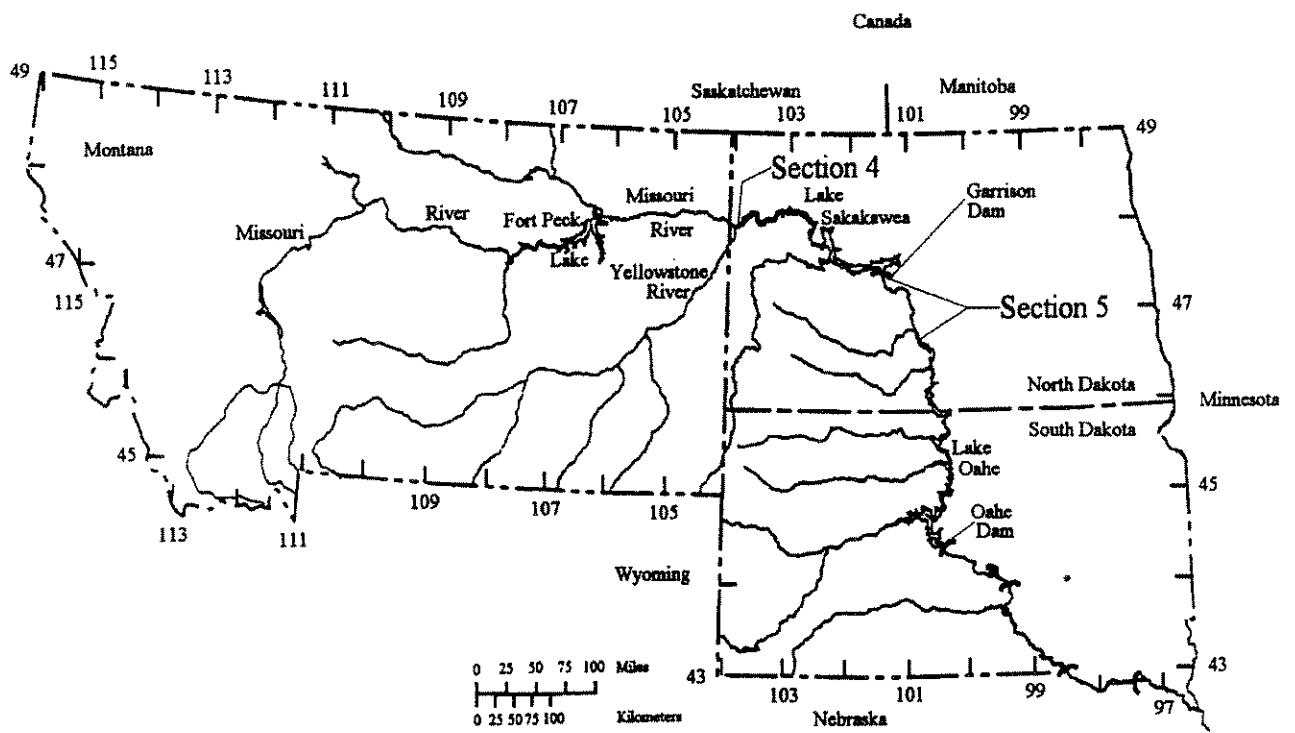 Canada
49
115
113
111
109
107
105
Saskatchewan
103
Manitoba
101
99
49
Montana
Section 4
Missouri
River
Fort Peck
Lake
Missouri
River
Lake
Sakakawea
Garrison
Dam
47
115
Yellowstone
River
Section 5
47
North Dakota
South Dakota
Minnesota
45
113
111
109
107
105
Lake
Oahe
45
Oahe
Dam
Wyoming
0 25 50 75 100 Miles
0 25 50 75 100
Kilometers
43
103
101
99
97
43
Nebraska